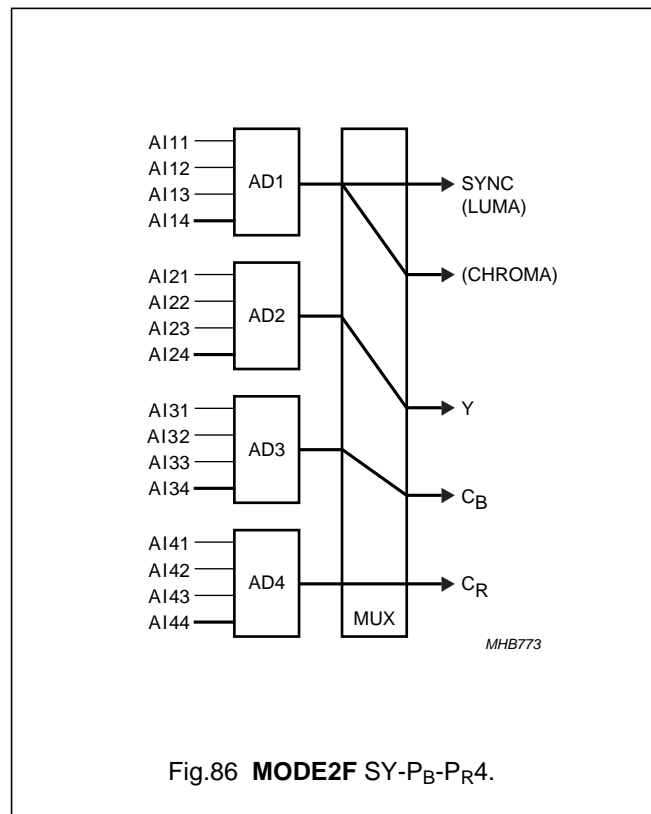 AI11
AI12
AI13
AI14
AD1
SYNC
(LUMA)
(CHROMA)
AI21
AI22
AI23
AI24
AD2
Y
AI31
AI32
AI33
AI34
AD3
CB
AI41
AI42
AI43
AI44
AD4
CR
MUX
MHB773
Fig.86 MODE2F SY-PB-PR4.